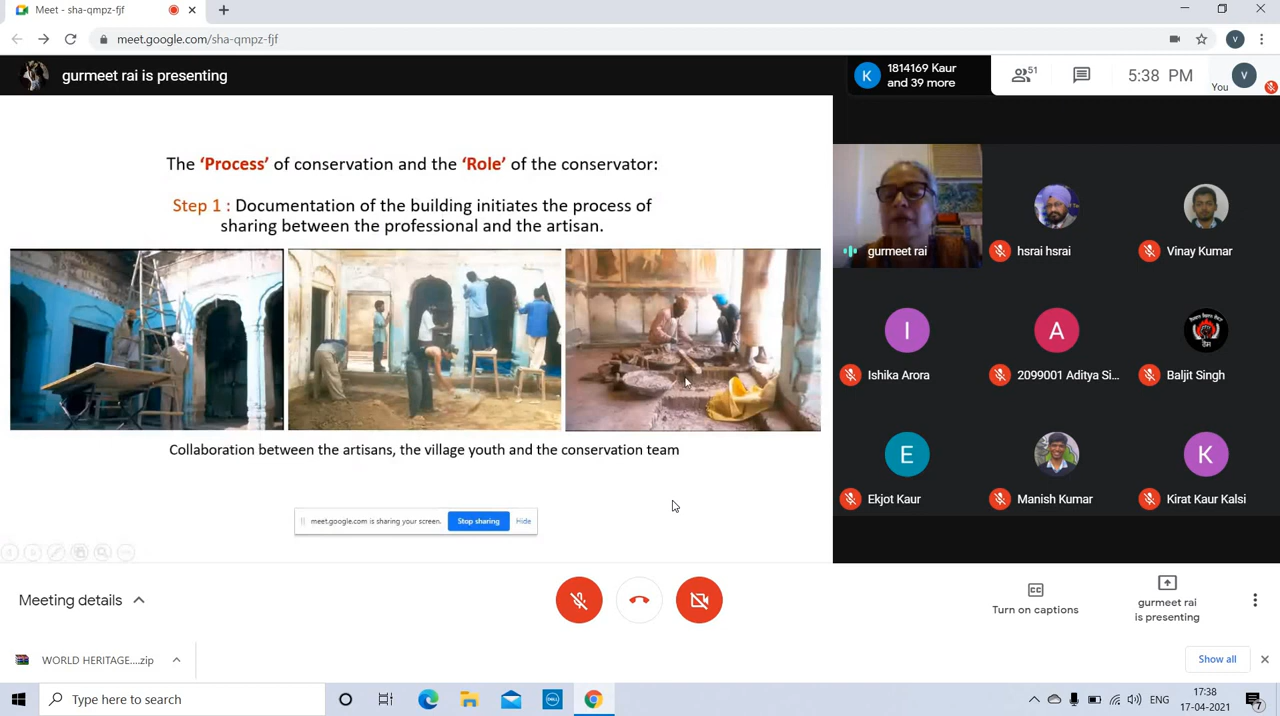 Meet - sha-qmpz-fjf
meet.google.com/sha-qmpz-fjf
V
gurmeet rai is presenting
K
1814169 Kaur
and 39 more
51
5:38 PM
You
V
The ‘Process’ of conservation and the ‘Role’ of the conservator:
Step 1 : Documentation of the building initiates the process of
sharing between the professional and the artisan.
Collaboration between the artisans, the village youth and the conservation team
meet.google.com is sharing your screen.
Stop sharing
Hide
gurmeet rai
hsrai hsrai
Vinay Kumar
I
Ishika Arora
A
2099001 Aditya Si...
Baljit Singh
E
Ekjot Kaur
Manish Kumar
K
Kirat Kaur Kalsi
Meeting details
CC
Turn on captions
gurmeet rai
is presenting
WORLD HERITAGE....zip
Show all
Type here to search
DELL
ENG
17:38
17-04-2021
7